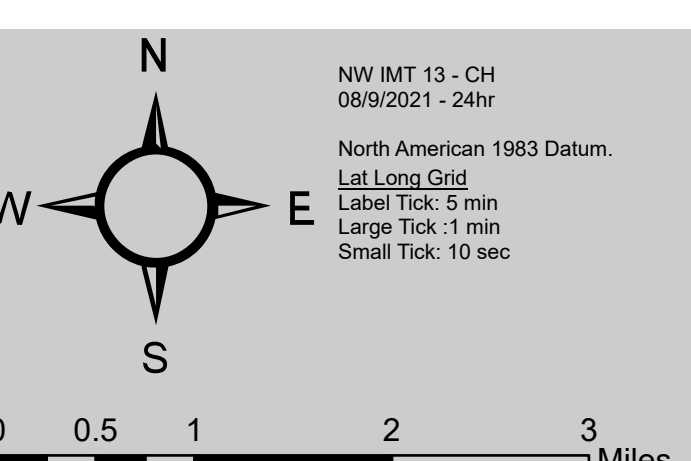 N
NW IMT 13 - CH
08/9/2021 - 24hr
North American 1983 Datum.
Lat Long Grid
Label Tick: 5 min
Large Tick :1 min
Small Tick: 10 sec
W E
S
0 0.5 1 2 3
Miles